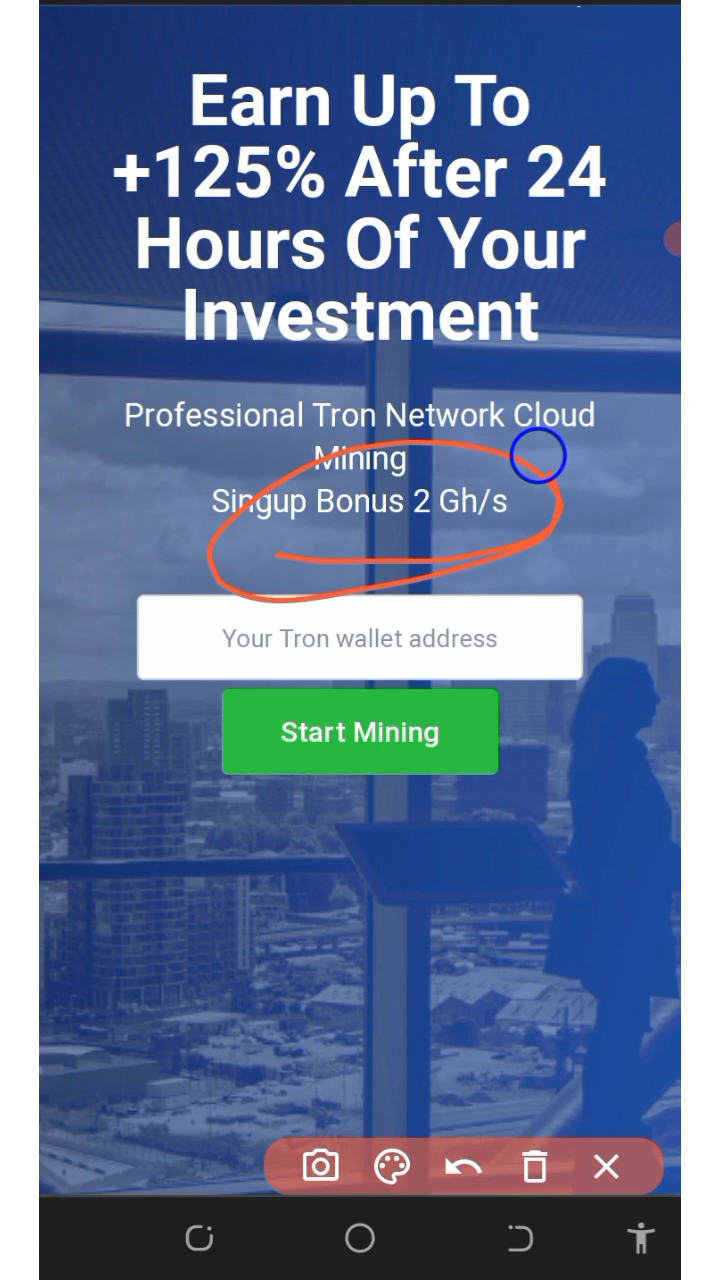 Earn Up To
+125% After 24
Hours Of Your
Investment
Professional Tron Network Cloud
Mining
Singup Bonus 2 Gh/s
Your Tron wallet address
Start Mining